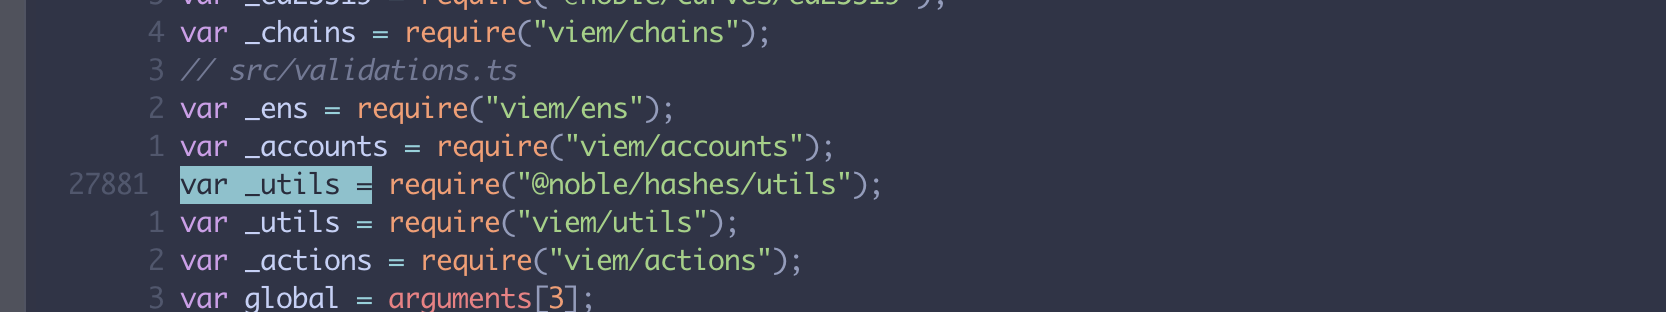 var _ed25519 = require("@noble/curves/ed25519");
4 var _chains = require("viem/chains");
3 // src/validations.ts
2 var _ens = require("viem/ens");
1 var _accounts = require("viem/accounts");
27881 var _utils = require("@noble/hashes/utils");
1 var _utils = require("viem/utils");
2 var _actions = require("viem/actions");
3 var global = arguments[3];